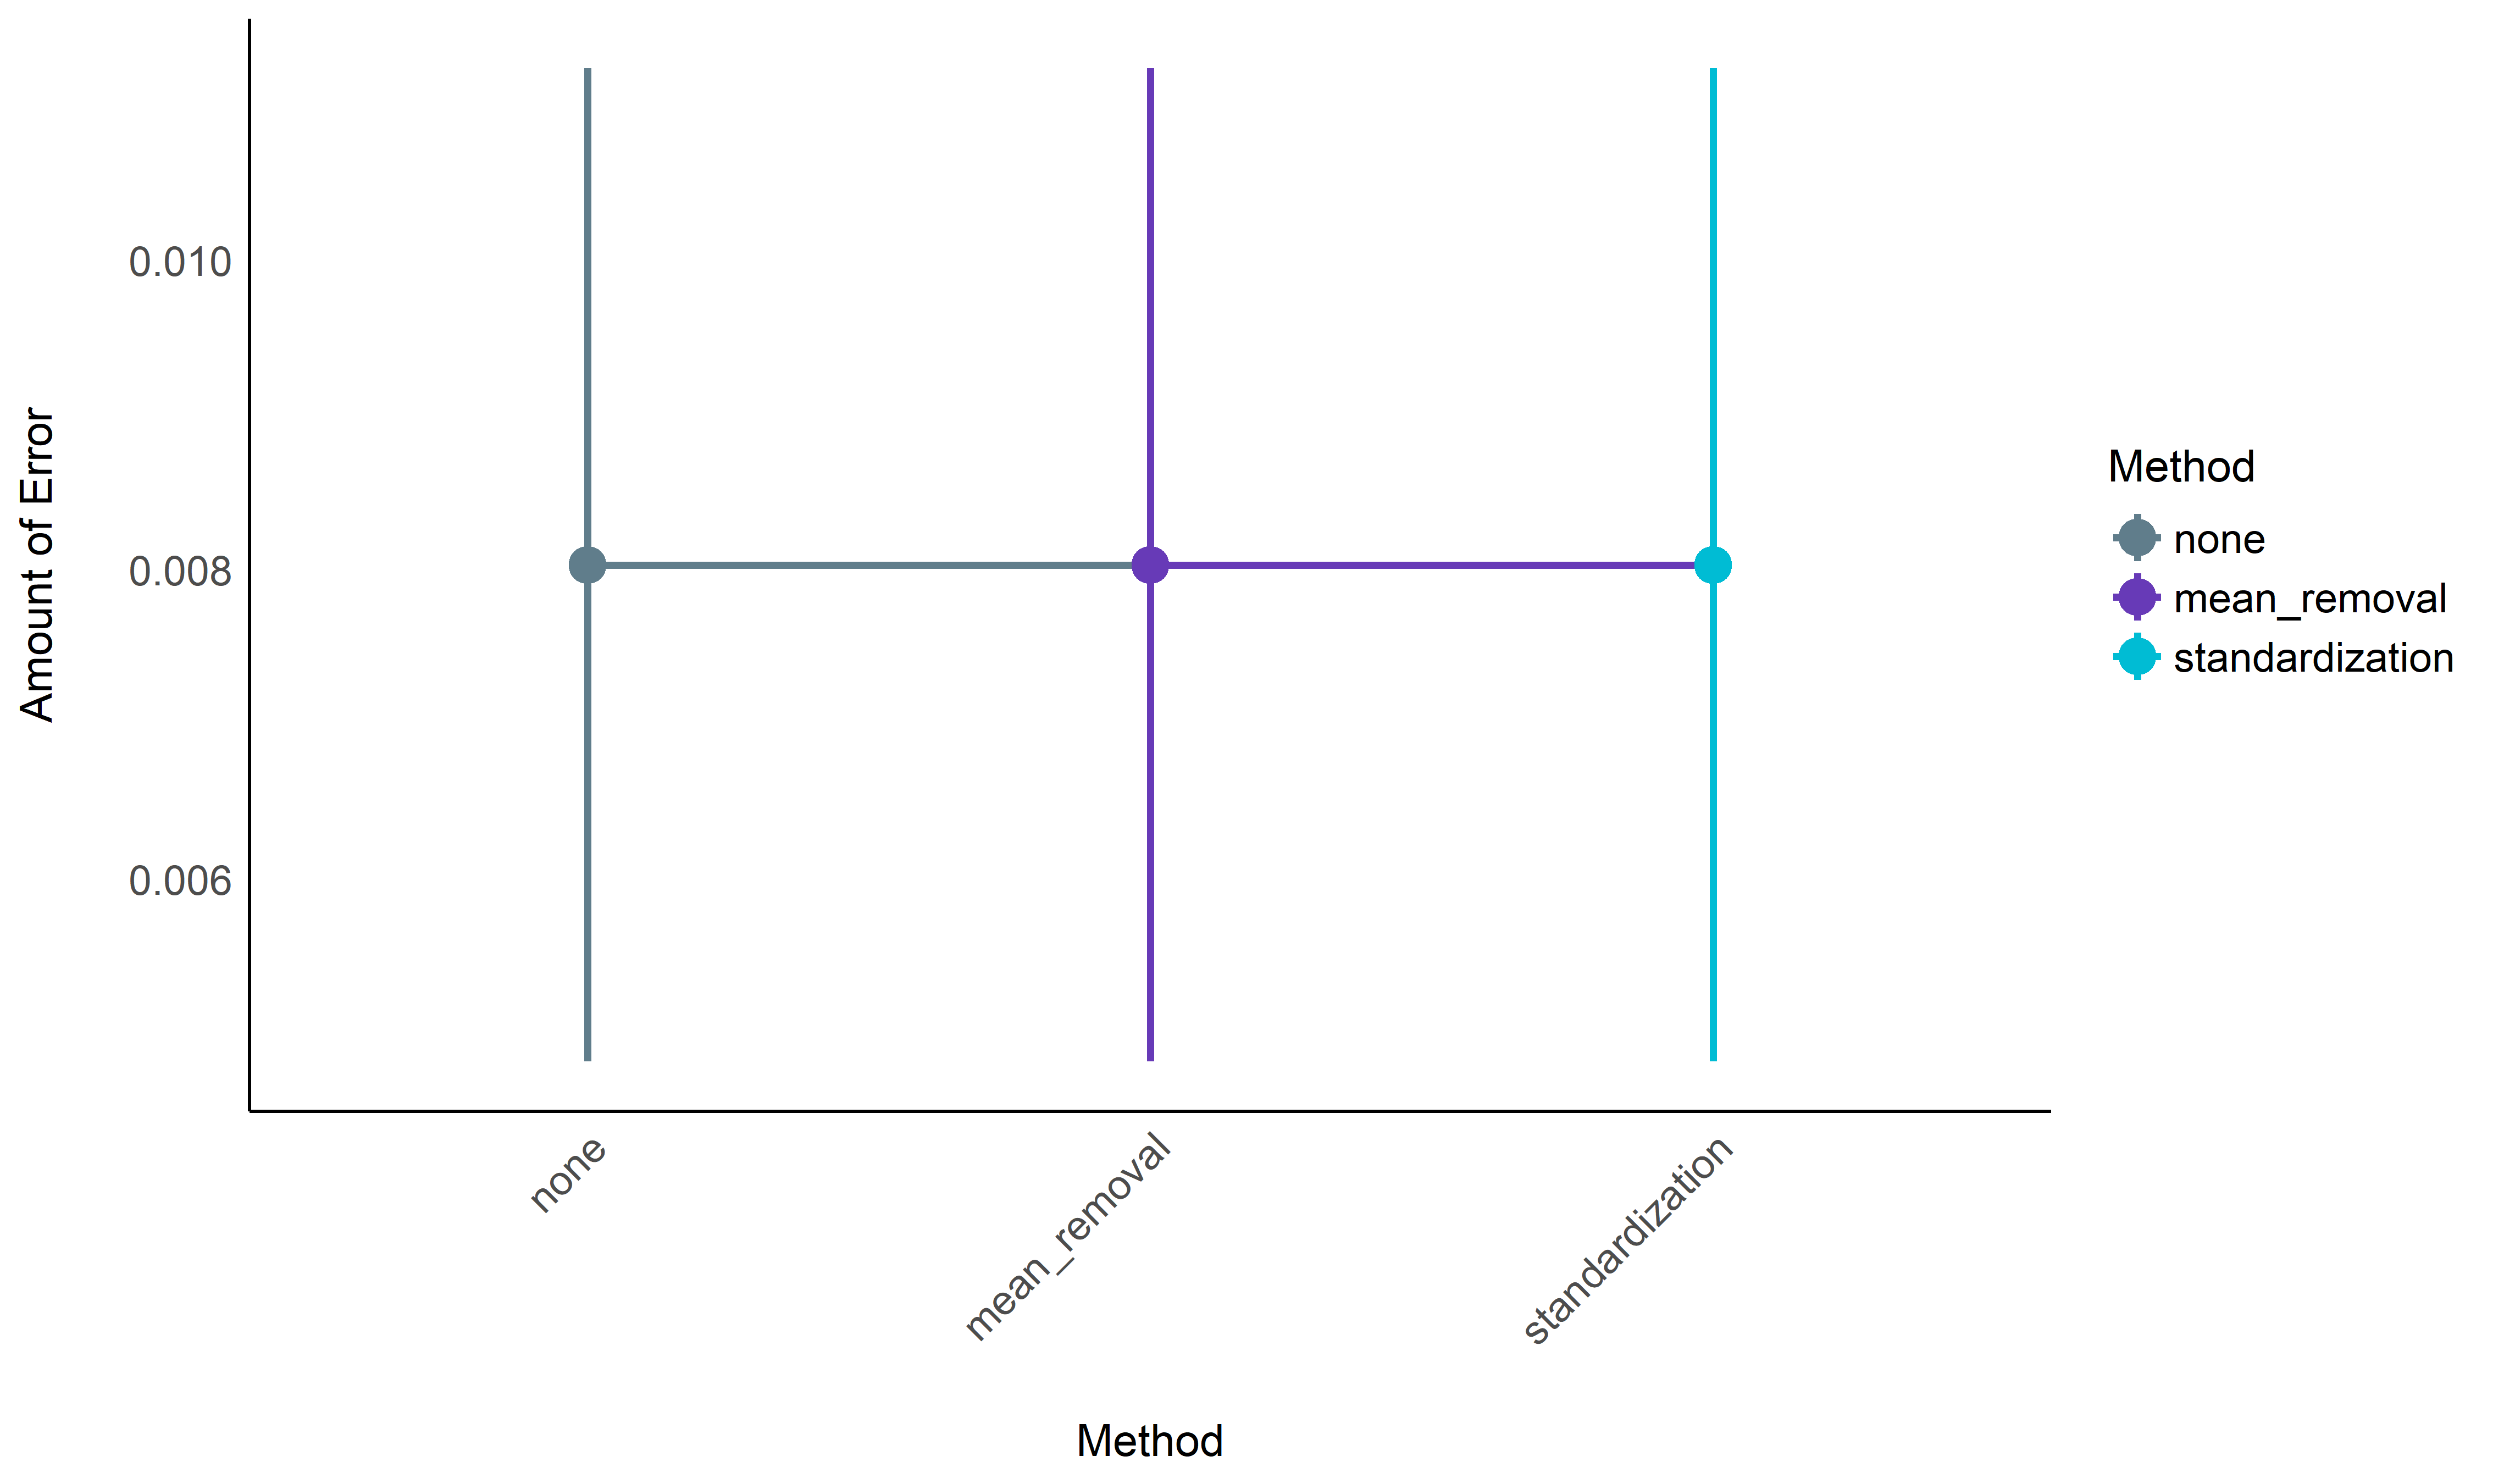 Amount of Error
0.010
0.008
0.006
none
mean_removal
standardization
Method
Method
none
mean_removal
standardization